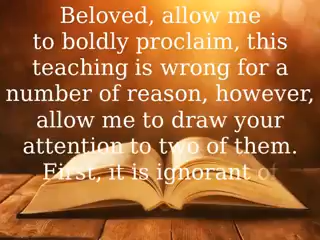 Beloved, allow me
to boldly proclaim, this
teaching is wrong for a
number of reason, however,
allow me to draw your
attention to two of them.
First, it is ignorant of